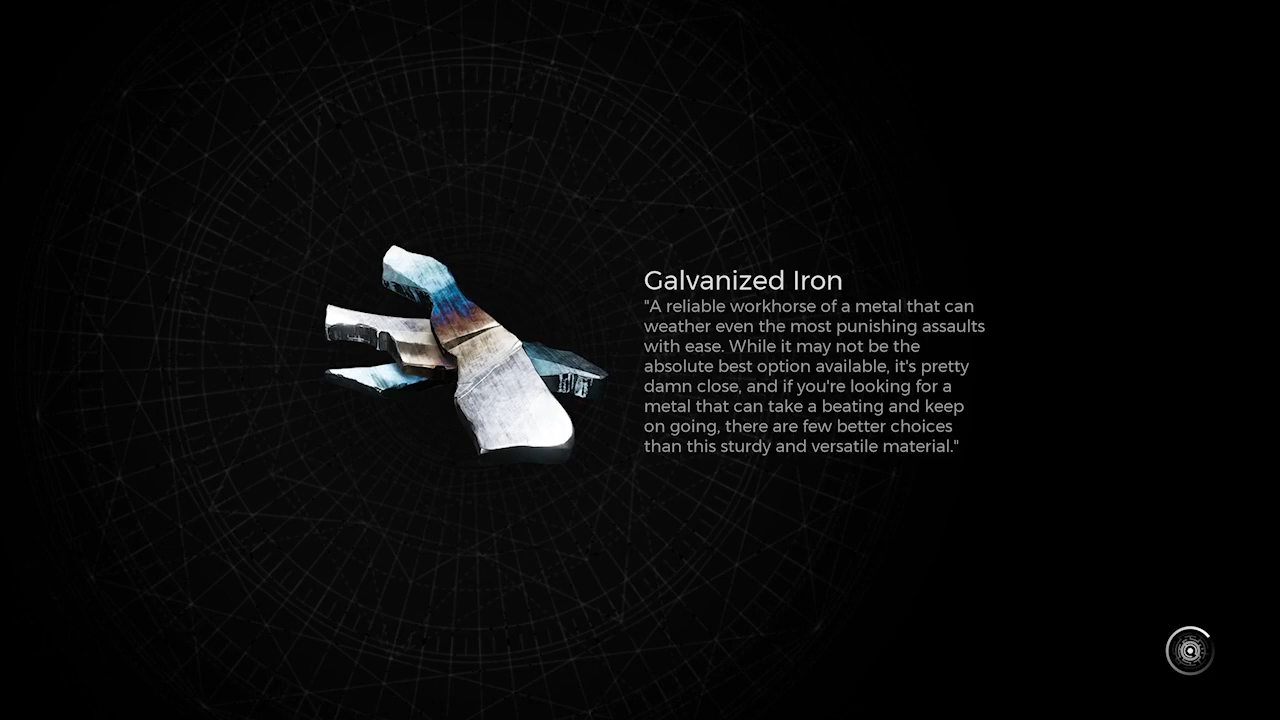 Galvanized Iron
"A reliable workhorse of a metal that can
weather even the most punishing assaults
with ease. While it may not be the
absolute best option available, it's pretty
damn close, and if you're looking for a
metal that can take a beating and keep
on going, there are few better choices
than this sturdy and versatile material."